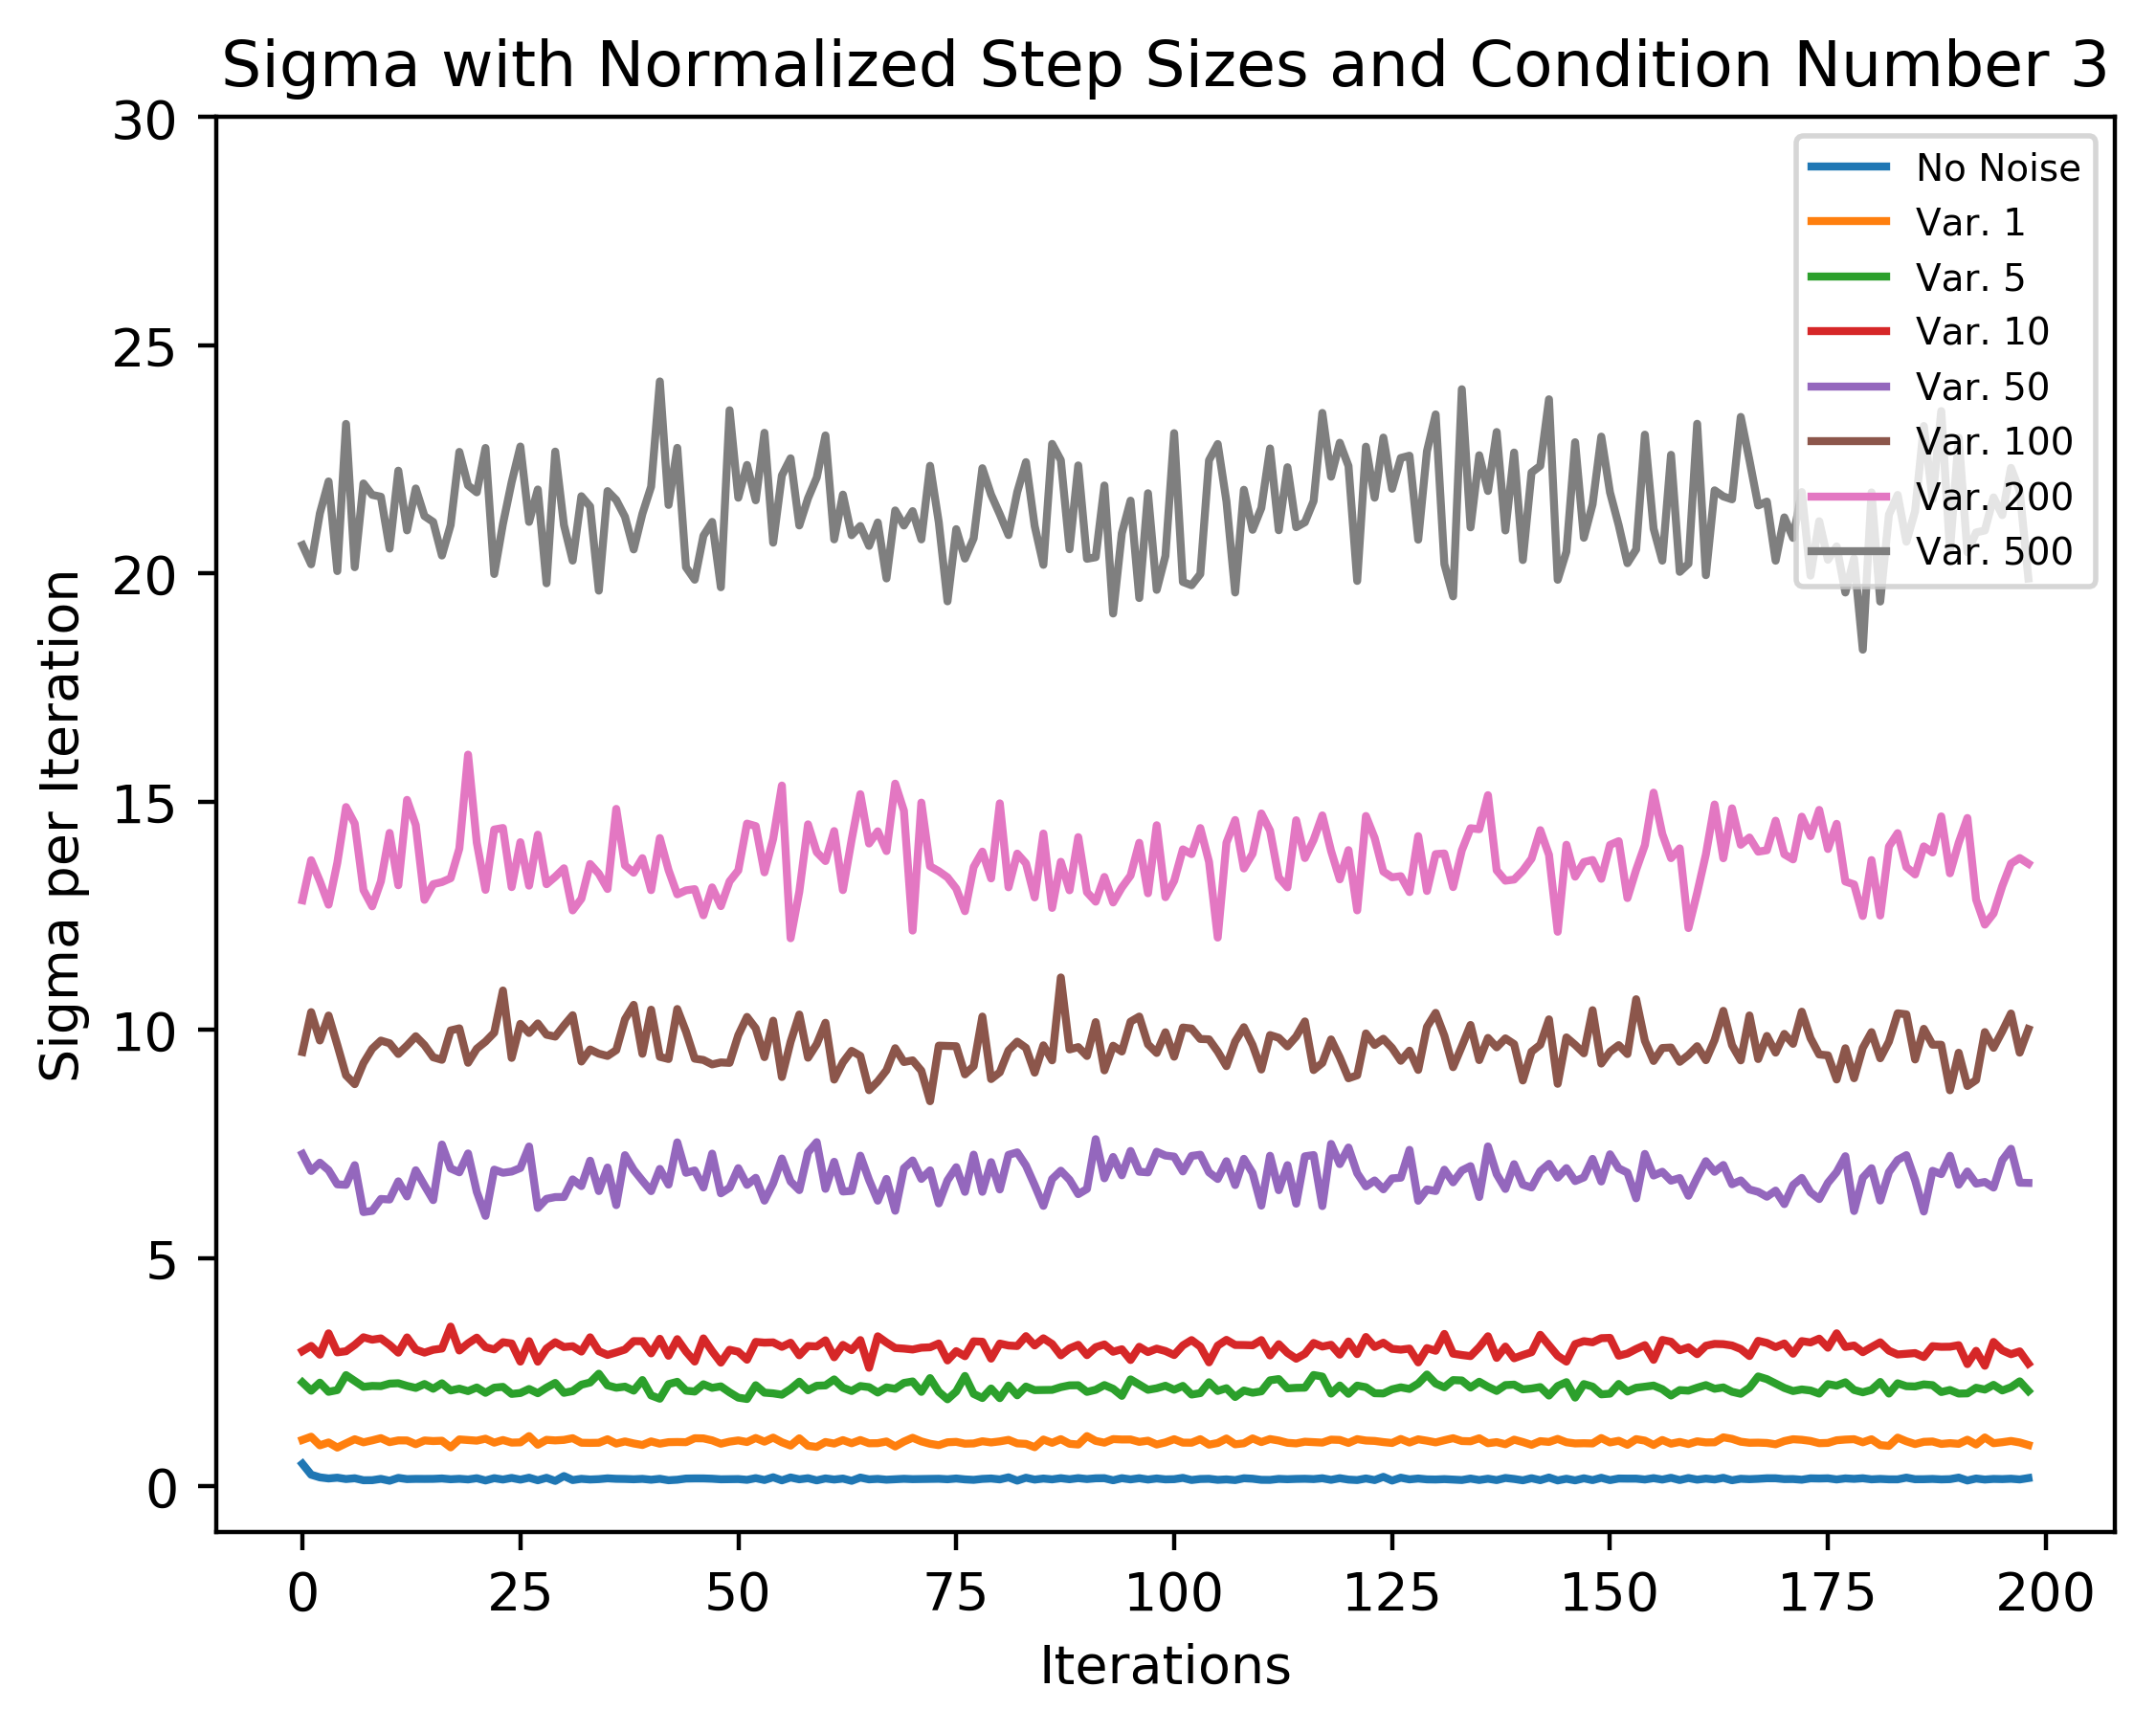 Sigma with Normalized Step Sizes and Condition Number 3
30
25
20
15
10
5
0
Sigma per Iteration
No Noise
Var. 1
Var. 5
Var. 10
Var. 50
Var. 100
Var. 200
Var. 500
0 25 50 75 100 125 150 175 200
Iterations